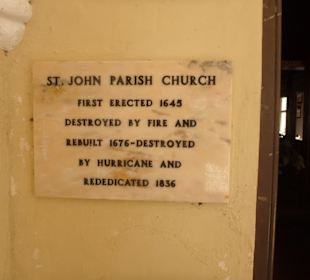 ST. JOHN PARISH CHURCH
FIRST ERECTED 1645
DESTROYED BY FIRE AND
REBUILT 1676-DESTROYED
BY HURRICANE AND
REDEDICATED 1836